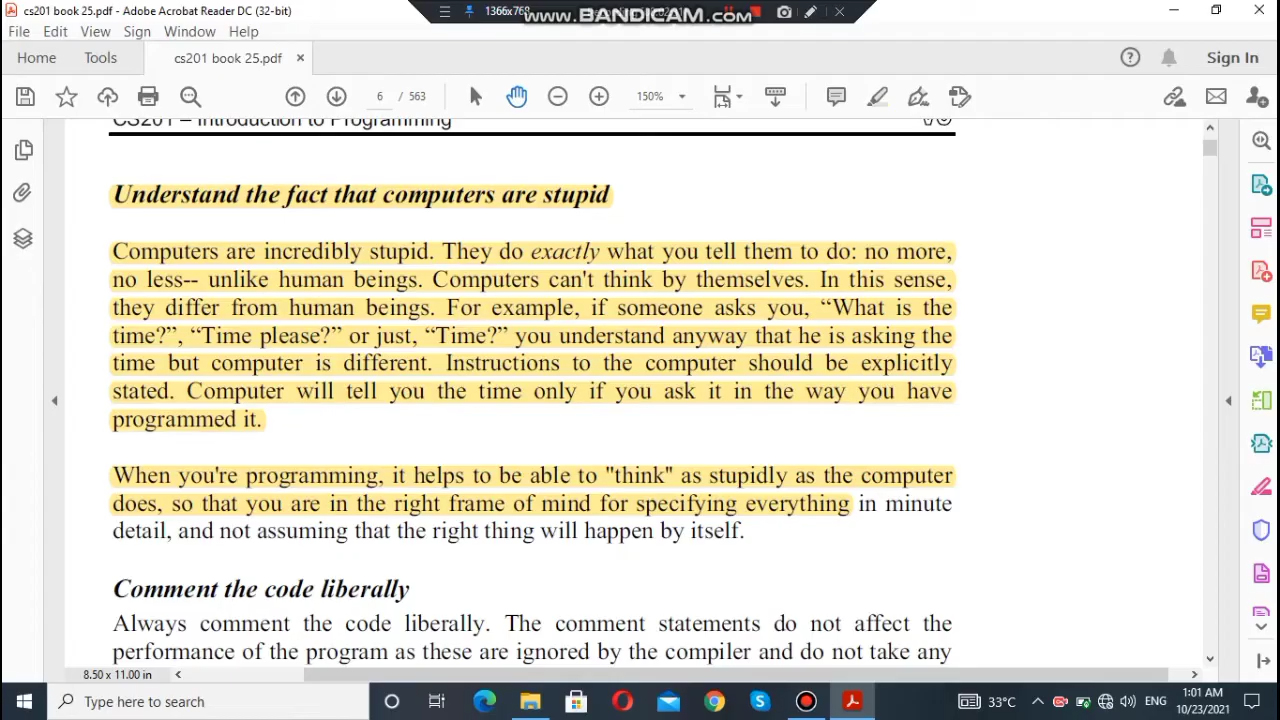 cs201 book 25.pdf - Adobe Acrobat Reader DC (32-bit)
1366x768
www.BANDICAM.com
File Edit View Sign Window Help
Home Tools cs201 book 25.pdf × Sign In
6 / 563 150%
CS201 – Introduction to Programming VU
Understand the fact that computers are stupid
Computers are incredibly stupid. They do exactly what you tell them to do: no more,
no less-- unlike human beings. Computers can't think by themselves. In this sense,
they differ from human beings. For example, if someone asks you, “What is the
time?”, “Time please?” or just, “Time?” you understand anyway that he is asking the
time but computer is different. Instructions to the computer should be explicitly
stated. Computer will tell you the time only if you ask it in the way you have
programmed it.
When you're programming, it helps to be able to "think" as stupidly as the computer
does, so that you are in the right frame of mind for specifying everything in minute
detail, and not assuming that the right thing will happen by itself.
Comment the code liberally
Always comment the code liberally. The comment statements do not affect the
performance of the program as these are ignored by the compiler and do not take any
8.50 x 11.00 in
Type here to search
33°C ENG 1:01 AM
10/23/2021